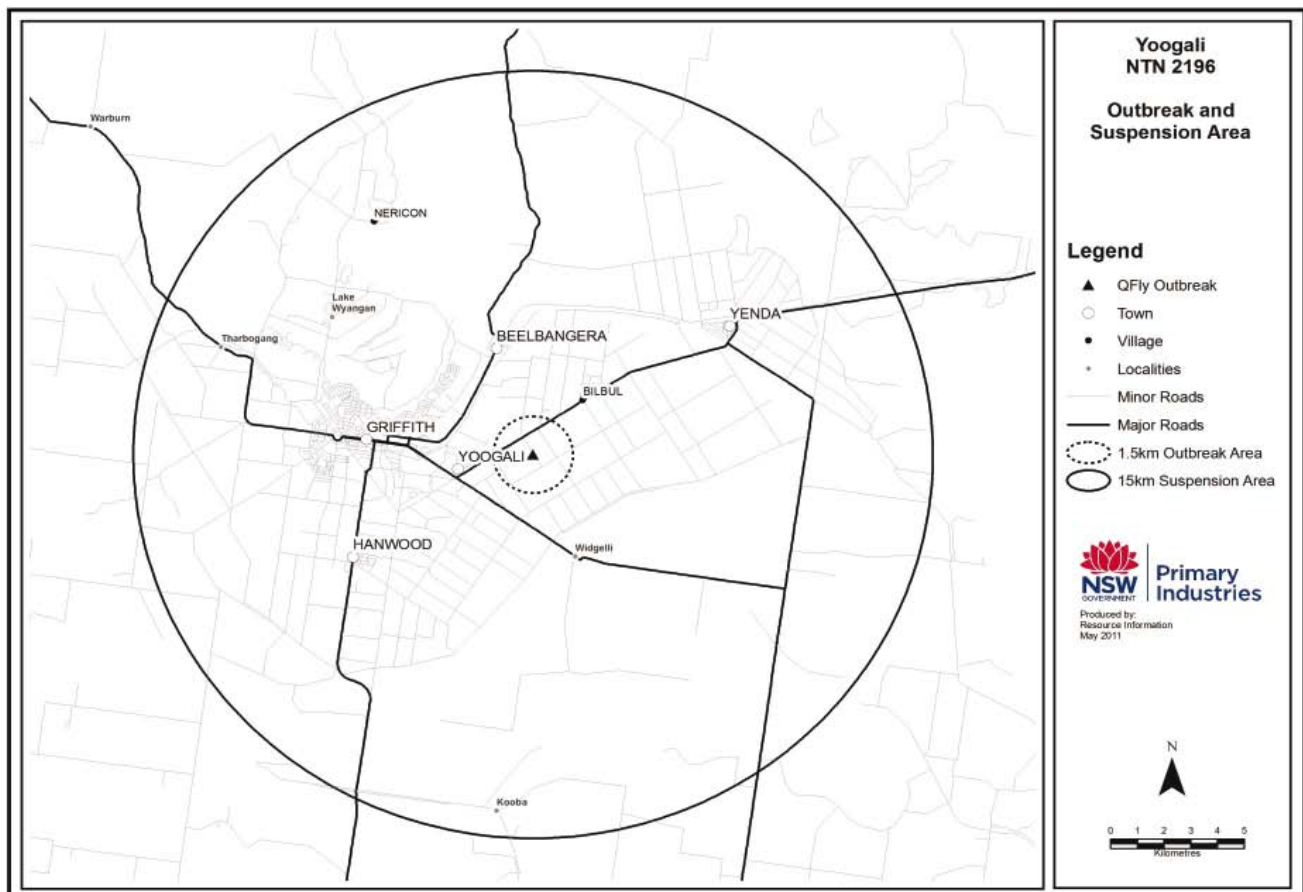 Yoogali
NTN 2196
Outbreak and
Suspension Area
Warburn
NERICON
Lake
Wyangan
Tharbogang
BEELBANGERA
YENDA
BILBUL
GRIFFITH
YOOGALI
HANWOOD
Widgelli
Kooba
Legend
QFly Outbreak
Town
Village
Localities
Minor Roads
Major Roads
1.5km Outbreak Area
15km Suspension Area
NSW
GOVERNMENT
Primary
Industries
Produced by:
Resource Information
May 2011
N
0 1 2 3 4 5
Kilometres